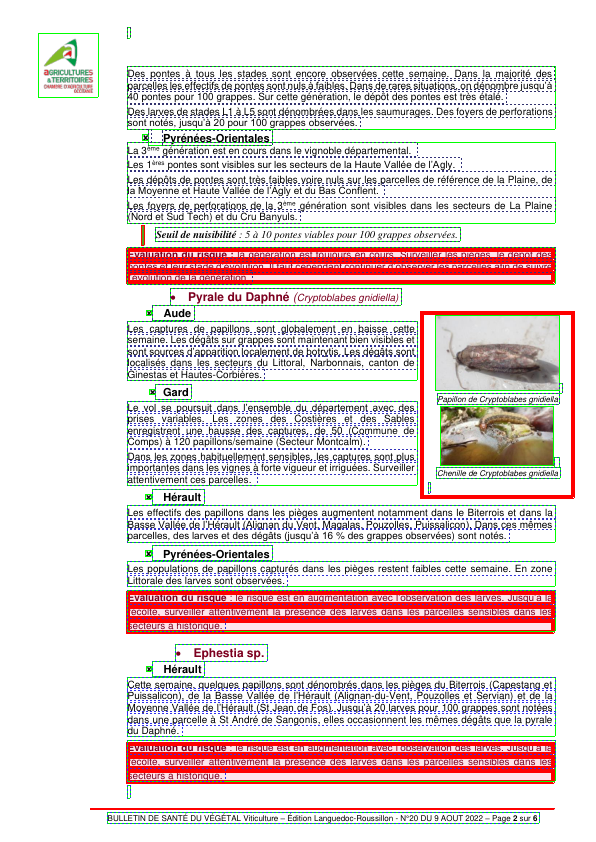 AGRICULTURES
& TERRITOIRES
CHAMBRE D'AGRICULTURE
OCCITANIE
Des pontes à tous les stades sont encore observées cette semaine. Dans la majorité des
parcelles les effectifs de pontes sont nuls à faibles. Dans de rares situations, on dénombre jusqu'à
40 pontes pour 100 grappes. Sur cette génération, le dépôt des pontes est très étalé.
Des larves de stades L1 à L5 sont dénombrées dans les saumurages. Des foyers de perforations
sont notés, jusqu'à 20 pour 100 grappes observées.
Pyrénées-Orientales
La 3ème génération est en cours dans le vignoble départemental.
Les 1ères pontes sont visibles sur les secteurs de la Haute Vallée de l'Agly.
Les dépôts de pontes sont très faibles voire nuls sur les parcelles de référence de la Plaine, de
la Moyenne et Haute Vallée de l'Agly et du Bas Conflent.
Les foyers de perforations de la 3ème génération sont visibles dans les secteurs de La Plaine
(Nord et Sud Tech) et du Cru Banyuls.
Seuil de nuisibilité : 5 à 10 pontes viables pour 100 grappes observées.
Evaluation du risque : la génération est toujours en cours. Surveiller les pièges, le dépôt des
pontes et les éclosions. Il faut cependant continuer d'observer les parcelles afin de suivre
l'évolution de la génération.
• Pyrale du Daphné (Cryptoblabes gnidiella)
Aude
Les captures de papillons sont globalement en baisse cette
semaine. Les dégâts sur grappes sont maintenant bien visibles et
sont sources d'apparition localement de botrytis. Les dégâts sont
localisés dans les secteurs du Littoral, Narbonnais, canton de
Ginestas et Hautes-Corbières.
Gard
Le vol se poursuit dans l'ensemble du département avec des
prises variables. Les zones des Costières et des Sables
enregistrent une hausse des captures, de 50 (Commune de
Comps) à 120 papillons/semaine (Secteur Montcalm).
Dans les zones habituellement sensibles, les captures sont plus
importantes dans les vignes à forte vigueur et irriguées. Surveiller
attentivement ces parcelles.
Papillon de Cryptoblabes gnidiella
Chenille de Cryptoblabes gnidiella
Hérault
Les effectifs des papillons dans les pièges augmentent notamment dans le Biterrois et dans la
Basse Vallée de l'Hérault (Alignan du Vent, Magalas, Pouzolles, Puissalicon). Dans ces mêmes
parcelles, des larves et des dégâts (jusqu'à 16 % des grappes observées) sont notés.
Pyrénées-Orientales
Les populations de papillons capturés dans les pièges restent faibles cette semaine. En zone
Littorale des larves sont observées.
Evaluation du risque : le risque est en augmentation avec l'observation des larves. Jusqu'à la
récolte, surveiller attentivement la présence des larves dans les parcelles sensibles dans les
secteurs à historique.
• Ephestia sp.
Hérault
Cette semaine, quelques papillons sont dénombrés dans les pièges du Biterrois (Capestang et
Puissalicon), de la Basse Vallée de l'Hérault (Alignan-du-Vent, Pouzolles et Servian) et de la
Moyenne Vallée de l'Hérault (St Jean de Fos). Jusqu'à 20 larves pour 100 grappes sont notées
dans une parcelle à St André de Sangonis, elles occasionnent les mêmes dégâts que la pyrale
du Daphné.
Evaluation du risque : le risque est en augmentation avec l'observation des larves. Jusqu'à la
récolte, surveiller attentivement la présence des larves dans les parcelles sensibles dans les
secteurs à historique.
BULLETIN DE SANTÉ DU VÉGÉTAL Viticulture – Édition Languedoc-Roussillon - N°20 DU 9 AOUT 2022 – Page 2 sur 6